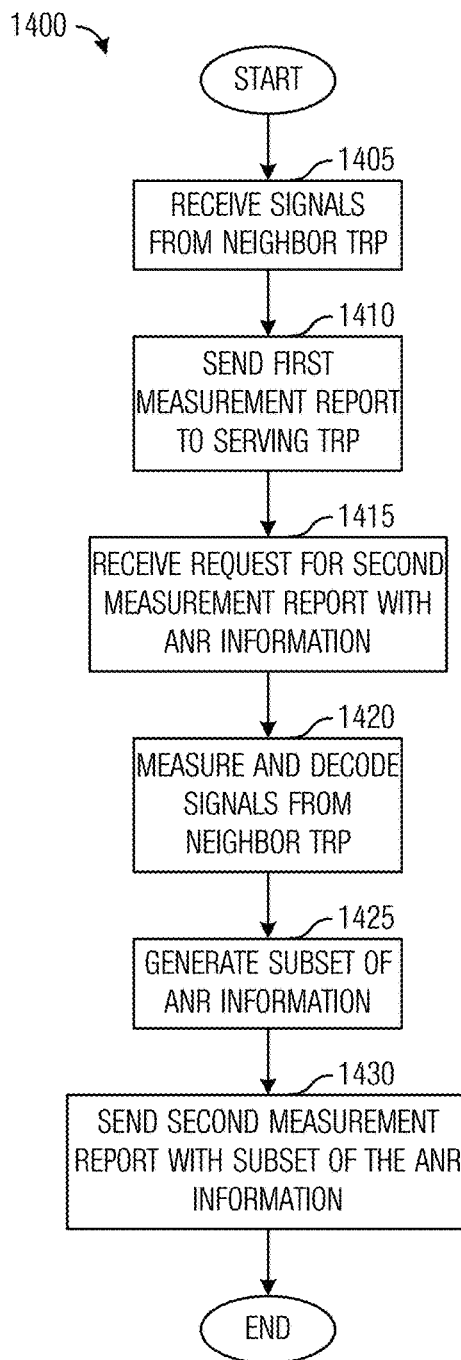 1400
START
1405
RECEIVE SIGNALS
FROM NEIGHBOR TRP
1410
SEND FIRST
MEASUREMENT REPORT
TO SERVING TRP
1415
RECEIVE REQUEST FOR SECOND
MEASUREMENT REPORT WITH
ANR INFORMATION
1420
MEASURE AND DECODE
SIGNALS FROM
NEIGHBOR TRP
1425
GENERATE SUBSET OF
ANR INFORMATION
1430
SEND SECOND MEASUREMENT
REPORT WITH SUBSET OF THE ANR
INFORMATION
END